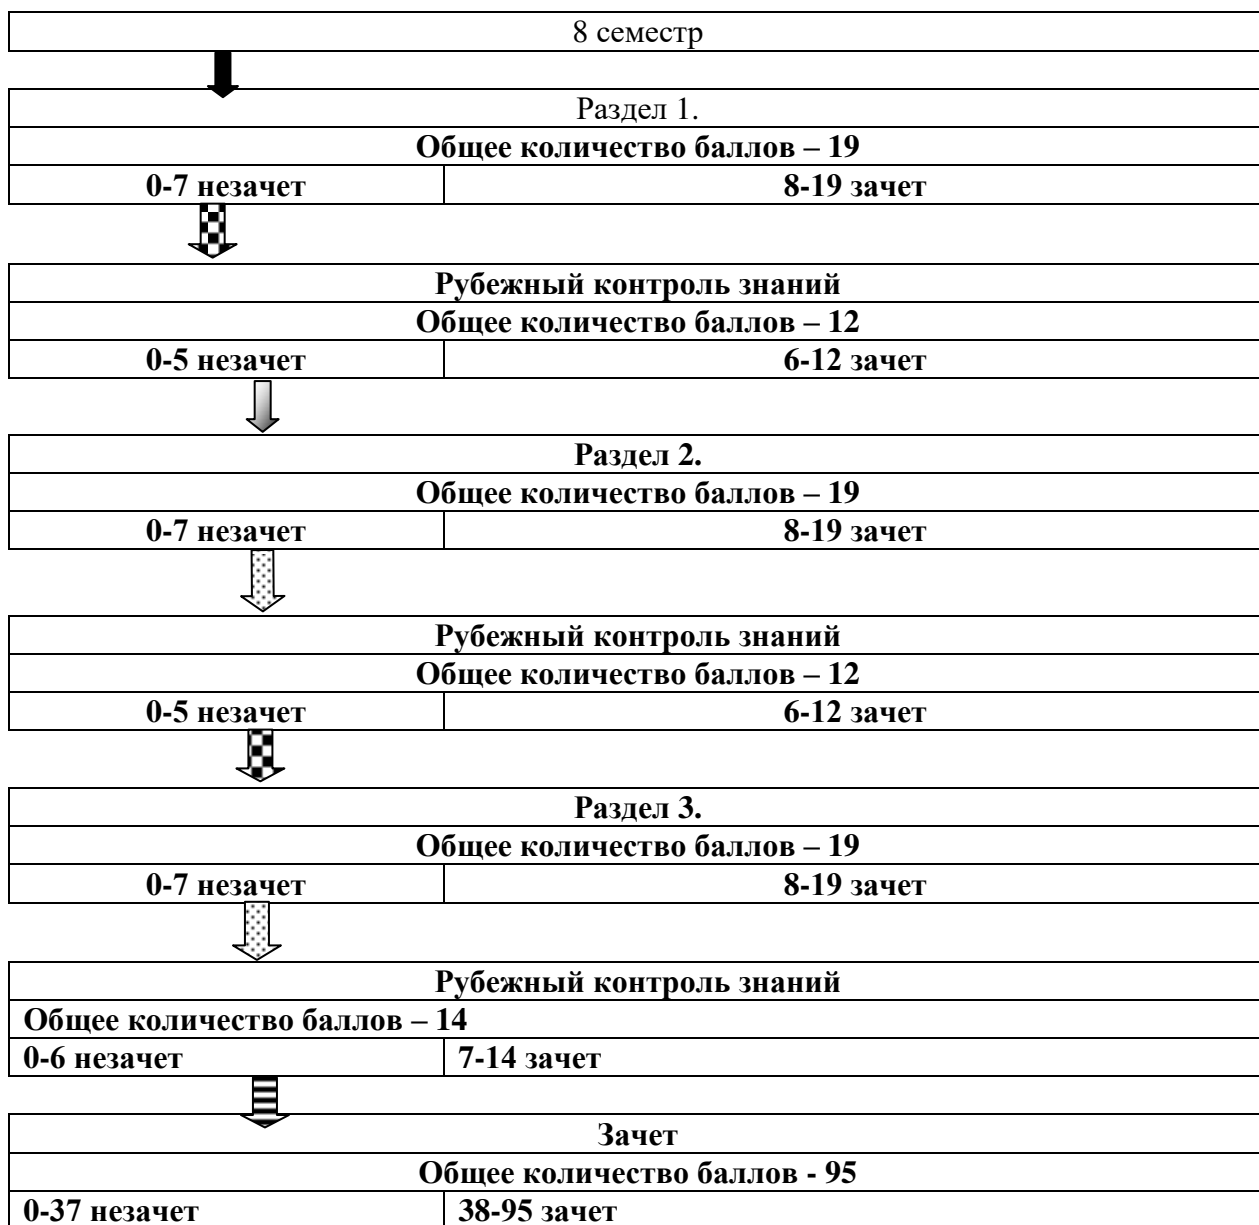 8 семестр
Раздел 1.
Общее количество баллов – 19
0-7 незачет 8-19 зачет
Рубежный контроль знаний
Общее количество баллов – 12
0-5 незачет 6-12 зачет
Раздел 2.
Общее количество баллов – 19
0-7 незачет 8-19 зачет
Рубежный контроль знаний
Общее количество баллов – 12
0-5 незачет 6-12 зачет
Раздел 3.
Общее количество баллов – 19
0-7 незачет 8-19 зачет
Рубежный контроль знаний
Общее количество баллов – 14
0-6 незачет 7-14 зачет
Зачет
Общее количество баллов - 95
0-37 незачет 38-95 зачет